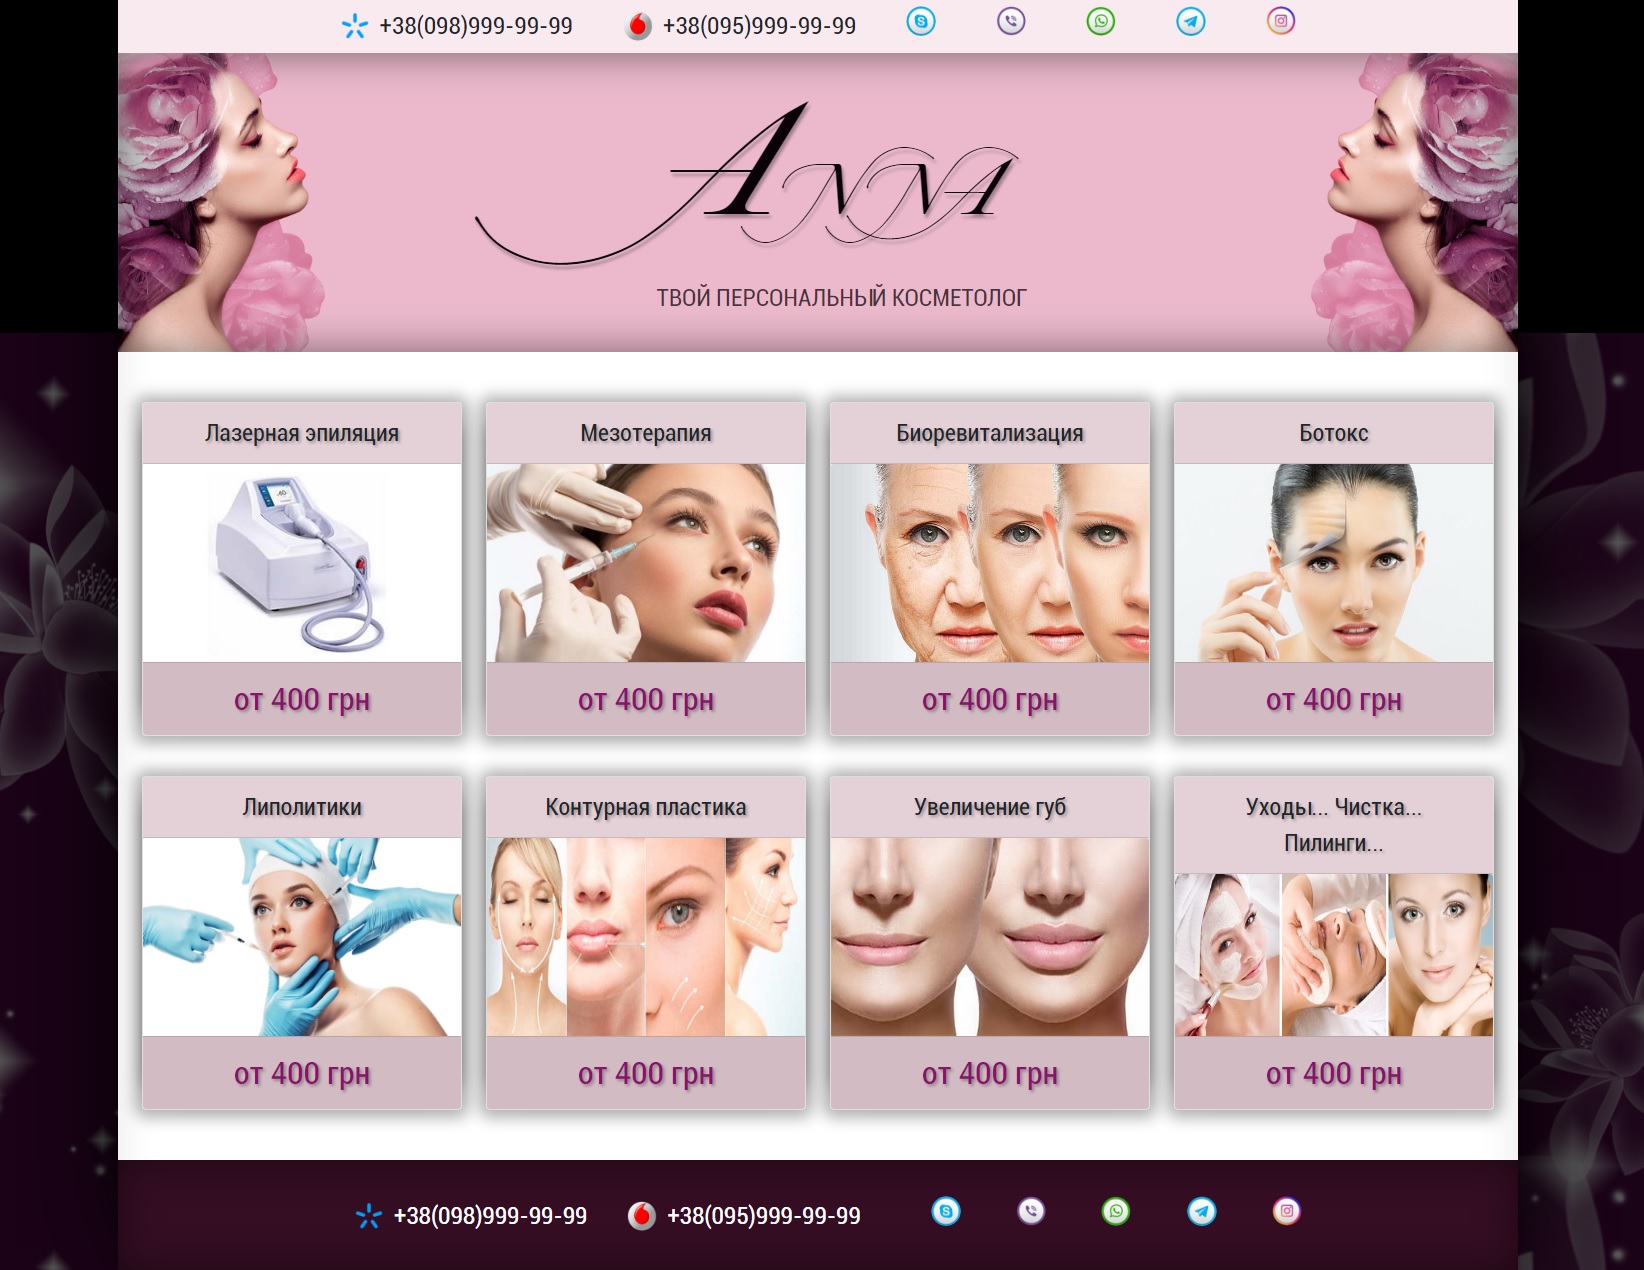 +38(098)999-99-99 +38(095)999-99-99
ANNA
ТВОЙ ПЕРСОНАЛЬНЫЙ КОСМЕТОЛОГ
Лазерная эпиляция
Мезотерапия
Биоревитализация
Ботокс
от 400 грн
от 400 грн
от 400 грн
от 400 грн
Липолитики
Контурная пластика
Увеличение губ
Уходы... Чистка...
Пилинги...
от 400 грн
от 400 грн
от 400 грн
от 400 грн
+38(098)999-99-99 +38(095)999-99-99